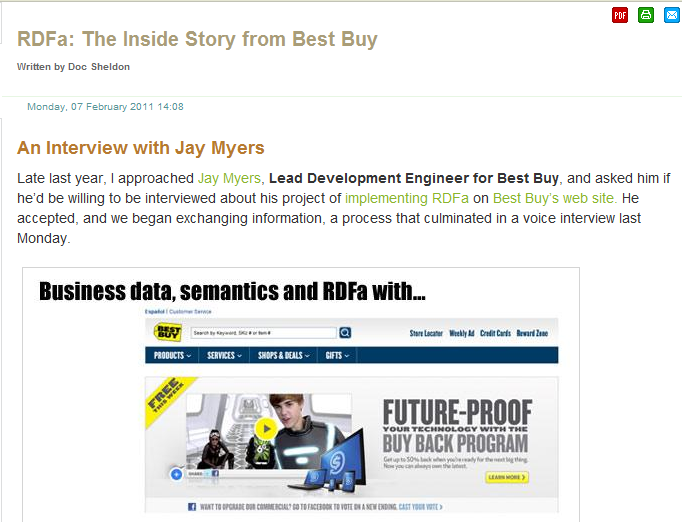 PDF
RDFa: The Inside Story from Best Buy
Written by Doc Sheldon
Monday, 07 February 2011 14:08
An Interview with Jay Myers
Late last year, I approached Jay Myers, Lead Development Engineer for Best Buy, and asked him if
he'd be willing to be interviewed about his project of implementing RDFa on Best Buy's web site. He
accepted, and we began exchanging information, a process that culminated in a voice interview last
Monday.
Business data, semantics and RDFa with...
Español | Customer Service
BEST BUY
Search by Keyword, SKU # or Item #
Store Locator Weekly Ad Credit Cards Reward Zone
PRODUCTS SERVICES SHOPS & DEALS GIFTS
FREE
THIS WEEK
FUTURE-PROOF
YOUR TECHNOLOGY WITH THE
BUY BACK PROGRAM
Get up to 50% back when you're ready for the next big thing.
Now you can always own the latest.
LEARN MORE
SHARE
WANT TO UPGRADE OUR COMMERCIAL? GO TO FACEBOOK TO VOTE ON A NEW ENDING. CAST YOUR VOTE